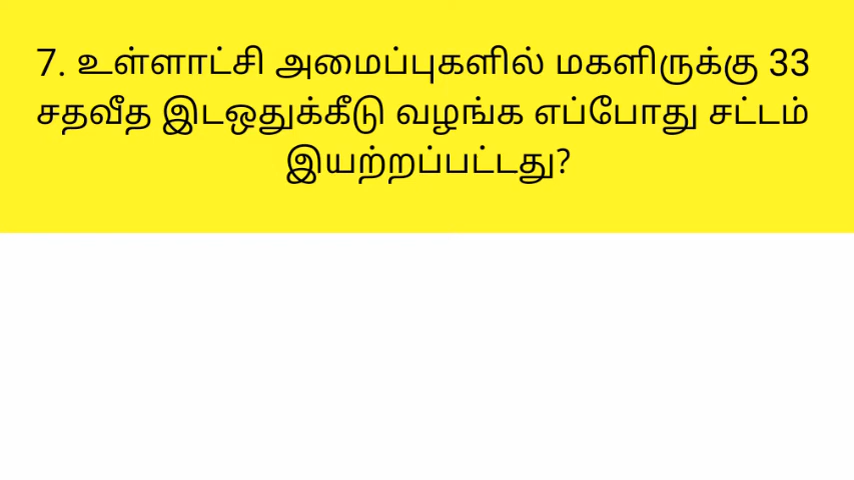 7. உள்ளாட்சி அமைப்புகளில் மகளிருக்கு 33
சதவீத இடஒதுக்கீடு வழங்க எப்போது சட்டம்
இயற்றப்பட்டது?